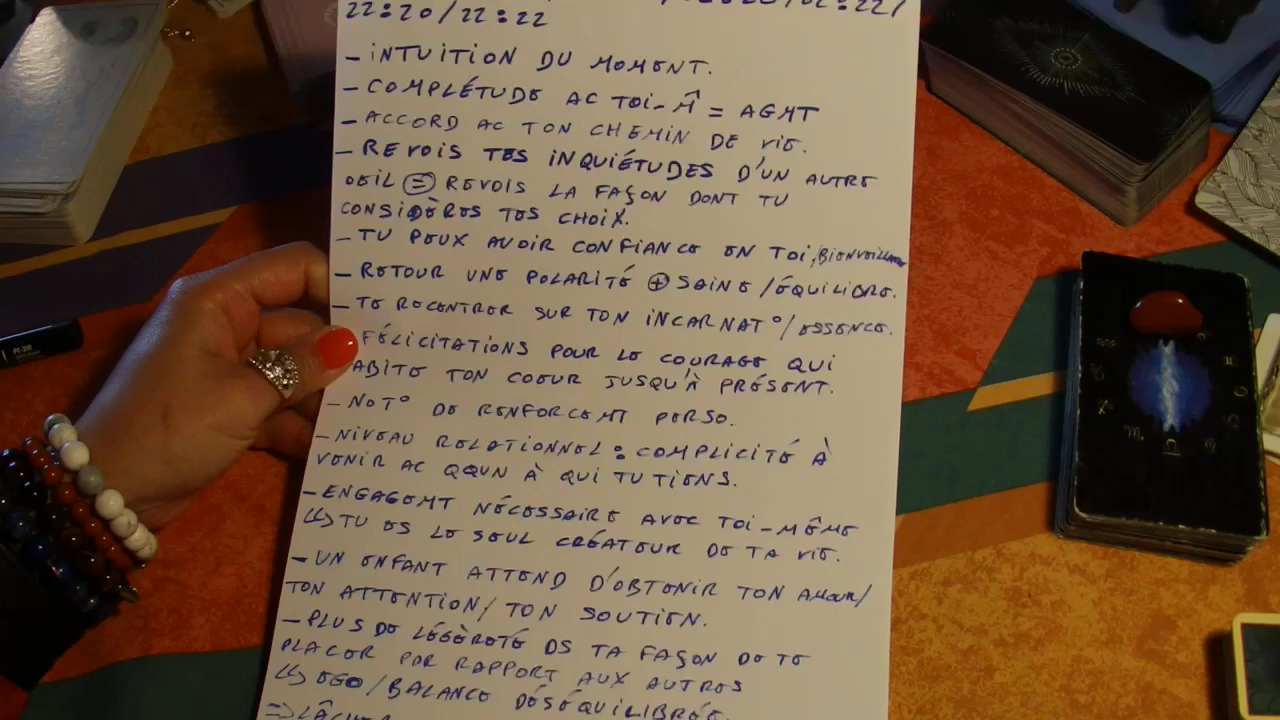 22:20/22:22
- INTUITION DU MOMENT.
- COMPLÉTUDE AC TOI-M̂ = AGMT
- ACCORD AC TON CHEMIN DE VIE.
- REVOIS TES INQUIÉTUDES D'UN AUTRE
OEIL (=) REVOIS LA FAÇON DONT TU
CONSIDÈRES TES CHOIX.
- TU PEUX AVOIR CONFIANCE EN TOI,
- RETOUR UNE POLARITÉ ⊕ SAINE/ÉQUILIBRE.
- TE RECENTRER SUR TON INCARNAT°/ESSENCE.
FÉLICITATIONS POUR LE COURAGE QUI
ABITE TON COEUR JUSQU'À PRÉSENT.
- NOT° DE RENFORCEMT PERSO.
- NIVEAU RELATIONNEL : COMPLICITÉ À
VENIR AC QQUN À QUI TU TIENS.
- ENGAGEMT NÉCESSAIRE AVEC TOI-MÊME
↳ TU ES LE SEUL CRÉATEUR DE TA VIE.
- UN ENFANT ATTEND D'OBTENIR TON AMOUR/
TON ATTENTION/TON SOUTIEN.
- PLUS DE LÉGÈRETÉ DS TA FAÇON DE TE
PLACER PAR RAPPORT AUX AUTRES
↳ EGO/BALANCE DÉSÉQUILIBRÉE.